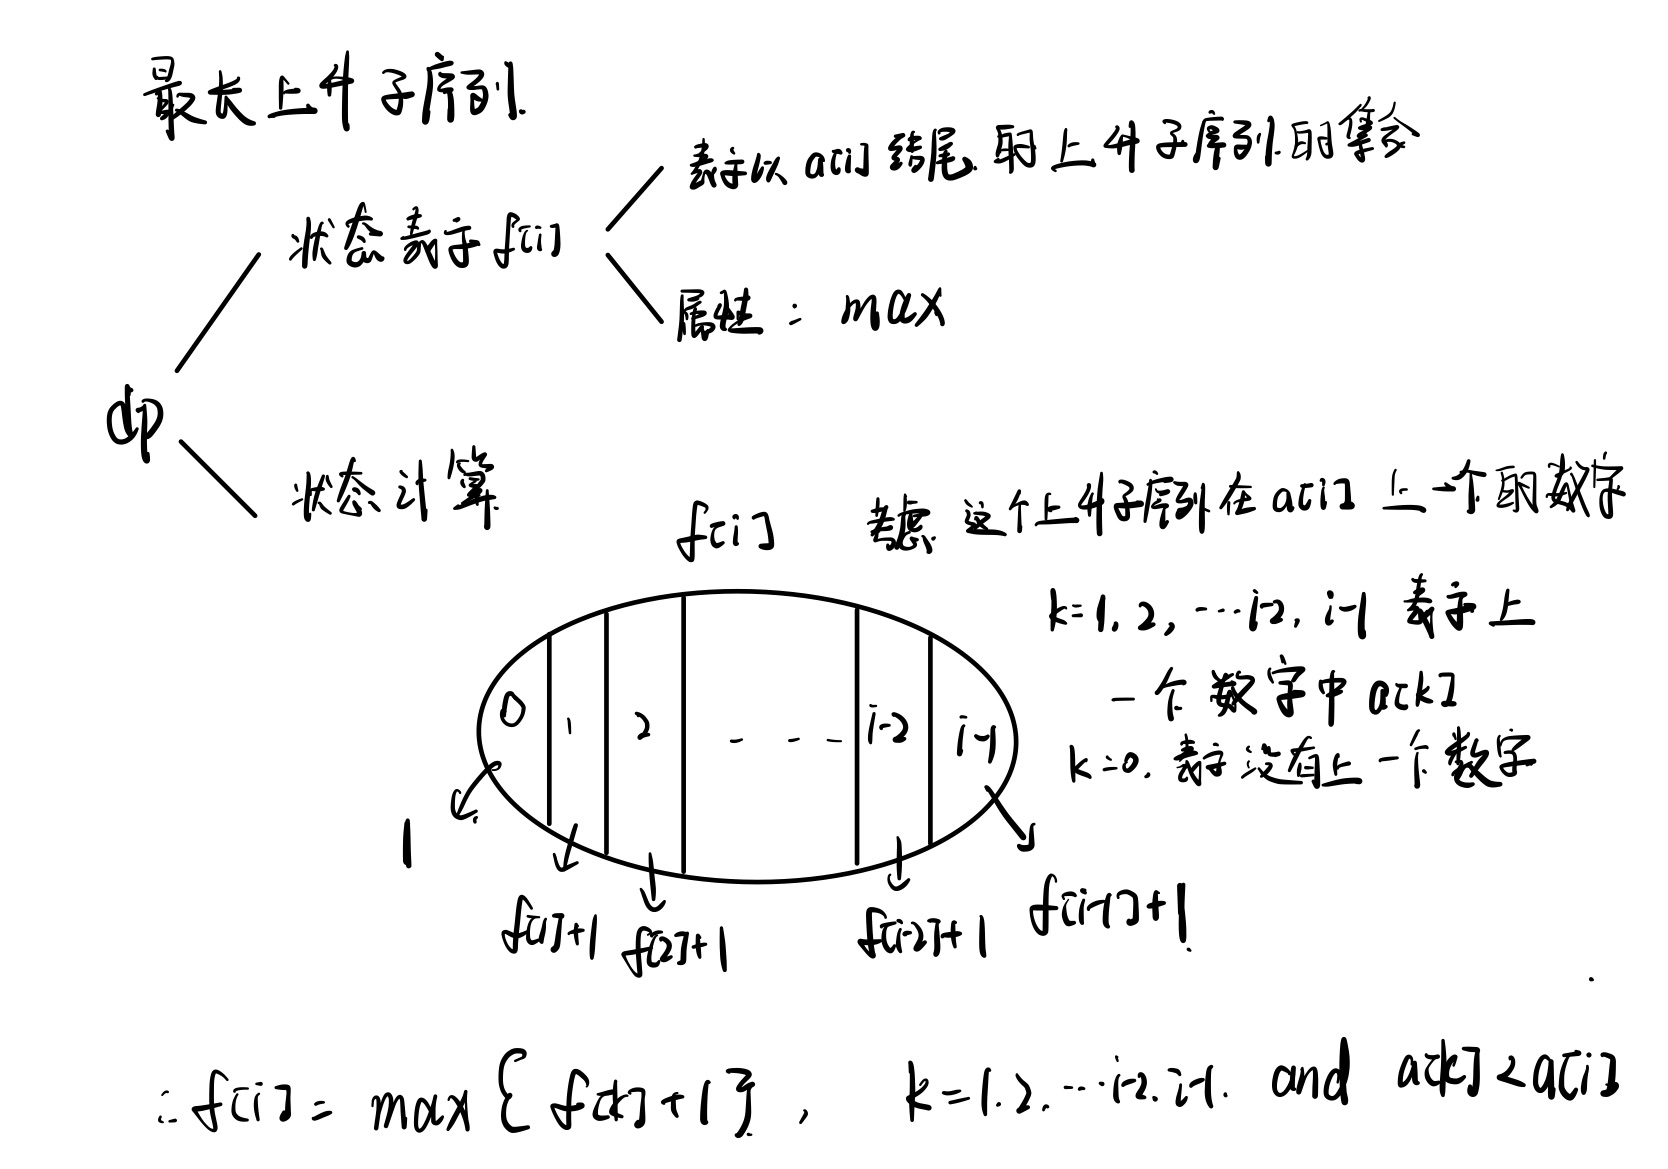 最长上升子序列
表示以 a[i] 结尾的上升子序列的集合
状态表示 f[i]
属性：max
dp
状态计算
f[i] 考虑这个上升子序列在 a[i] 上一个的数字
k=1, 2, …i-2, i-1 表示上
一个数字中 a[k]
k=0, 表示没有上一个数字
0 1 2 - - - i-2 i-1
1
f[1]+1 f[2]+1 f[i-2]+1 f[i-1]+1
∴ f[i] = max { f[k]+1 }, k=1.2.…i-2.i-1. and a[k]<a[i]